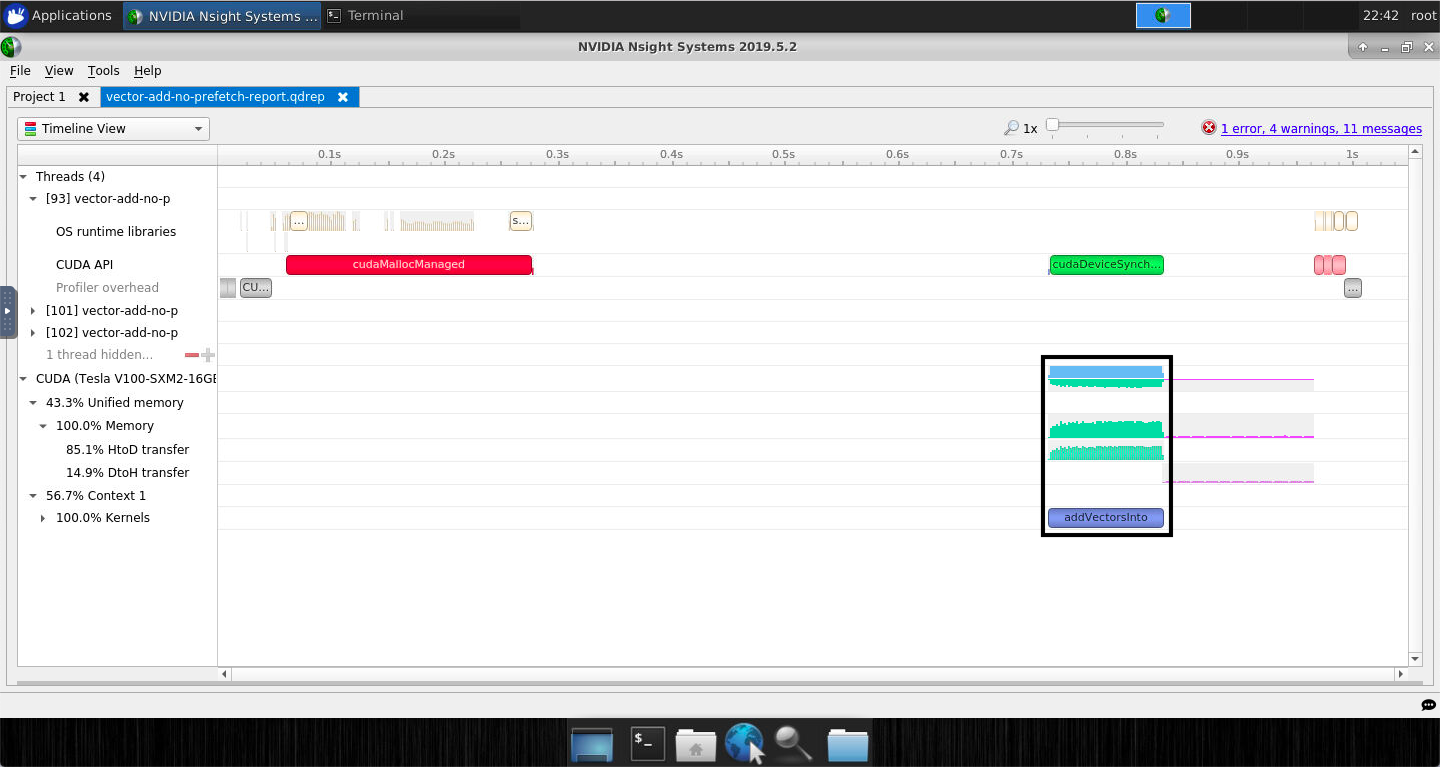 Applications NVIDIA Nsight Systems ... Terminal 22:42 root
NVIDIA Nsight Systems 2019.5.2
File View Tools Help
Project 1 vector-add-no-prefetch-report.qdrep
Timeline View 1x 1 error, 4 warnings, 11 messages
0.1s 0.2s 0.3s 0.4s 0.5s 0.6s 0.7s 0.8s 0.9s 1s
Threads (4)
[93] vector-add-no-p
... s...
OS runtime libraries
CUDA API cudaMallocManaged cudaDeviceSynch...
Profiler overhead CU... ...
[101] vector-add-no-p
[102] vector-add-no-p
1 thread hidden...
CUDA (Tesla V100-SXM2-16GE
43.3% Unified memory
100.0% Memory
85.1% HtoD transfer
14.9% DtoH transfer
56.7% Context 1
100.0% Kernels addVectorsInto
$_